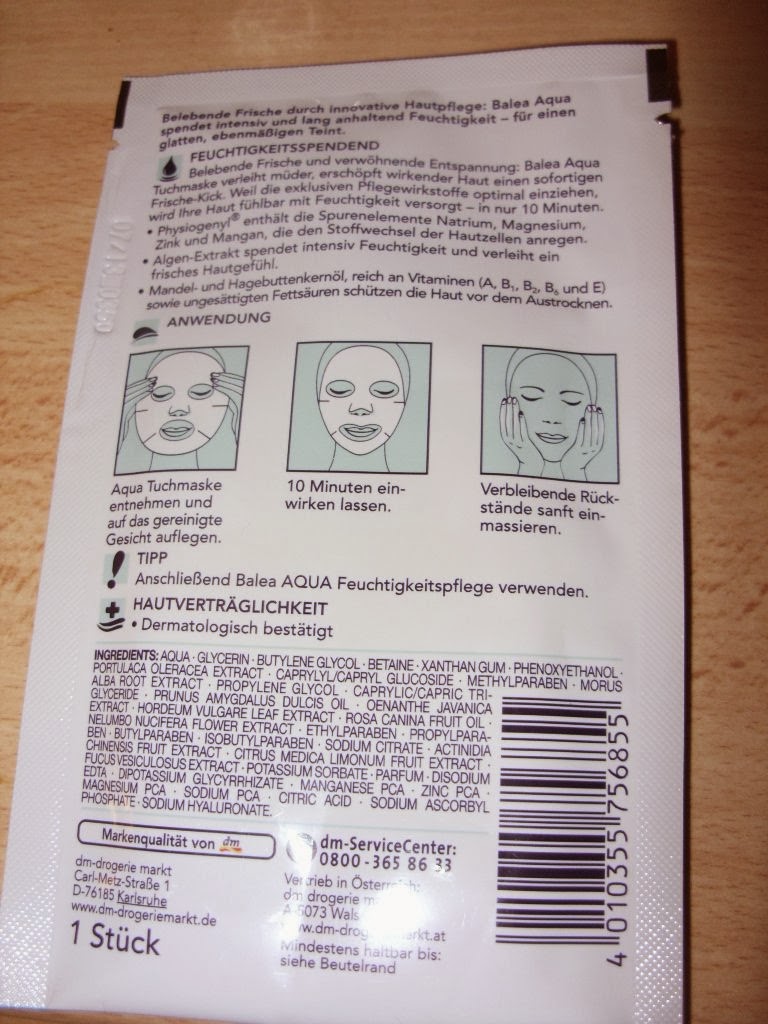 Belebende Frische durch innovative Hautpflege: Balea Aqua
spendet intensiv und lang anhaltend Feuchtigkeit – für einen
glatten, ebenmäßigen Teint.
FEUCHTIGKEITSSPENDEND
Belebende Frische und verwöhnende Entspannung: Balea Aqua
Tuchmaske verleiht müder, erschöpft wirkender Haut einen sofortigen
Frische-Kick. Weil die exklusiven Pflegewirkstoffe optimal einziehen,
wird Ihre Haut fühlbar mit Feuchtigkeit versorgt – in nur 10 Minuten.
• Physiogenyl® enthält die Spurenelemente Natrium, Magnesium,
Zink und Mangan, die den Stoffwechsel der Hautzellen anregen.
• Algen-Extrakt spendet intensiv Feuchtigkeit und verleiht ein
frisches Hautgefühl.
• Mandel- und Hagebuttenkernöl, reich an Vitaminen (A, B₁, B₂, B₆ und E)
sowie ungesättigten Fettsäuren schützen die Haut vor dem Austrocknen.
ANWENDUNG
Aqua Tuchmaske
entnehmen und
auf das gereinigte
Gesicht auflegen.
10 Minuten ein-
wirken lassen.
Verbleibende Rück-
stände sanft ein-
massieren.
TIPP
Anschließend Balea AQUA Feuchtigkeitspflege verwenden.
HAUTVERTRÄGLICHKEIT
• Dermatologisch bestätigt
INGREDIENTS: AQUA · GLYCERIN · BUTYLENE GLYCOL · BETAINE · XANTHAN GUM · PHENOXYETHANOL ·
PORTULACA OLERACEA EXTRACT · CAPRYLYL/CAPRYL GLUCOSIDE · METHYLPARABEN · MORUS
ALBA ROOT EXTRACT · PROPYLENE GLYCOL · CAPRYLIC/CAPRIC TRI-
GLYCERIDE · PRUNUS AMYGDALUS DULCIS OIL · OENANTHE JAVANICA
EXTRACT · HORDEUM VULGARE LEAF EXTRACT · ROSA CANINA FRUIT OIL ·
NELUMBO NUCIFERA FLOWER EXTRACT · ETHYLPARABEN · PROPYLPARA-
BEN · BUTYLPARABEN · ISOBUTYLPARABEN · SODIUM CITRATE · ACTINIDIA
CHINENSIS FRUIT EXTRACT · CITRUS MEDICA LIMONUM FRUIT EXTRACT ·
FUCUS VESICULOSUS EXTRACT · POTASSIUM SORBATE · PARFUM · DISODIUM
EDTA · DIPOTASSIUM GLYCYRRHIZATE · MANGANESE PCA · ZINC PCA ·
MAGNESIUM PCA · SODIUM PCA · CITRIC ACID · SODIUM ASCORBYL
PHOSPHATE · SODIUM HYALURONATE.
4 010355 756855
Markenqualität von dm
dm-drogerie markt
Carl-Metz-Straße 1
D-76185 Karlsruhe
www.dm-drogeriemarkt.de
1 Stück
dm-ServiceCenter:
0800 - 365 86 33
Vertrieb in Österreich:
dm drogerie
A-5073 Wals
Mindestens haltbar bis:
siehe Beutelrand